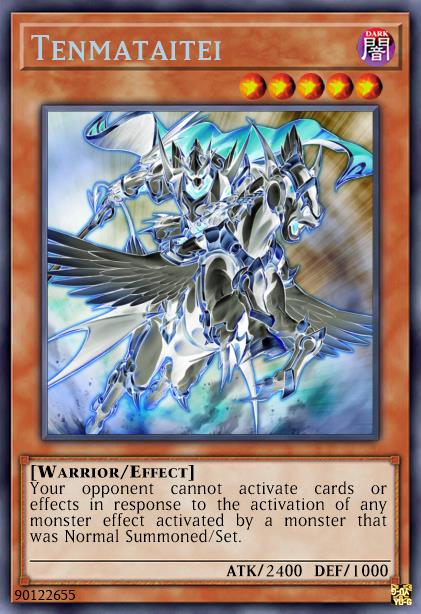 Tenmataitei
DARK
闇
[Warrior/Effect]
Your opponent cannot activate cards or
effects in response to the activation of any
monster effect activated by a monster that
was Normal Summoned/Set.
ATK/2400 DEF/1000
90122655